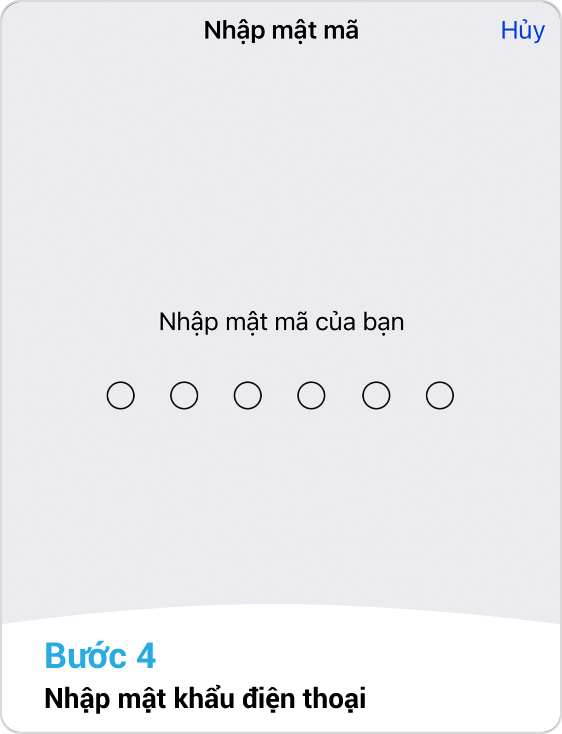 Nhập mật mã
Hủy
Nhập mật mã của bạn
Bước 4
Nhập mật khẩu điện thoại